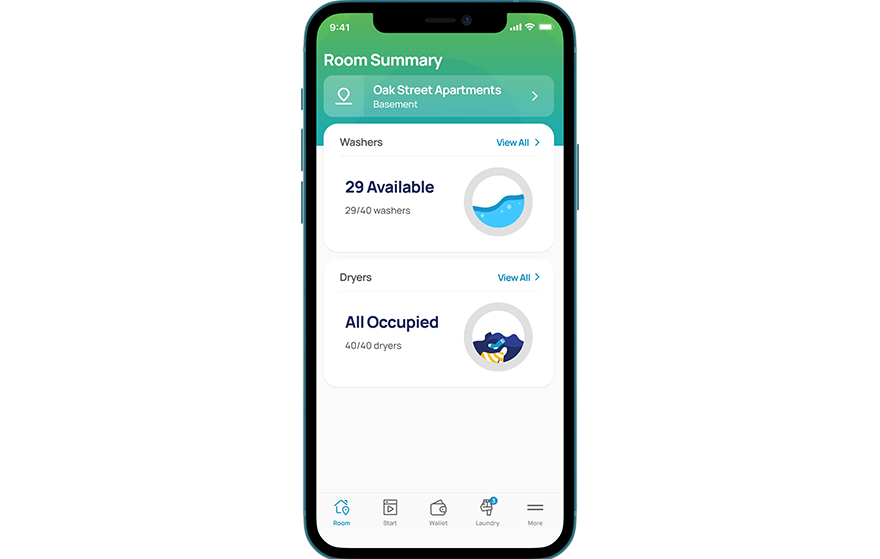 9:41
Room Summary
Oak Street Apartments
Basement
Washers
View All
29 Available
29/40 washers
Dryers
View All
All Occupied
40/40 dryers
3
Room
Start
Wallet
Laundry
More